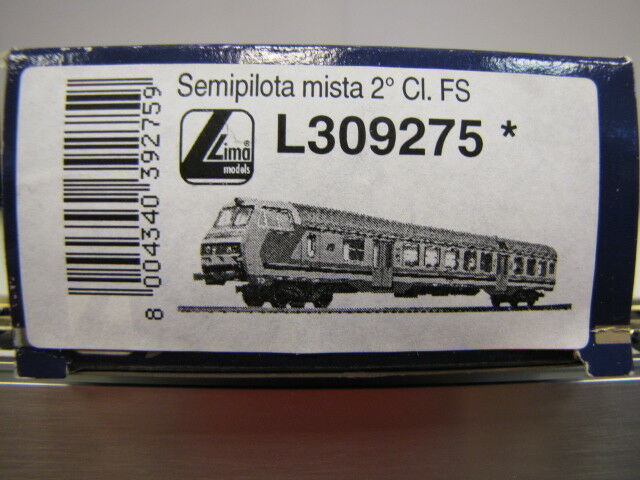 Semipilota mista 2° Cl. FS
Lima®
models
L309275 *
8 004340 392759